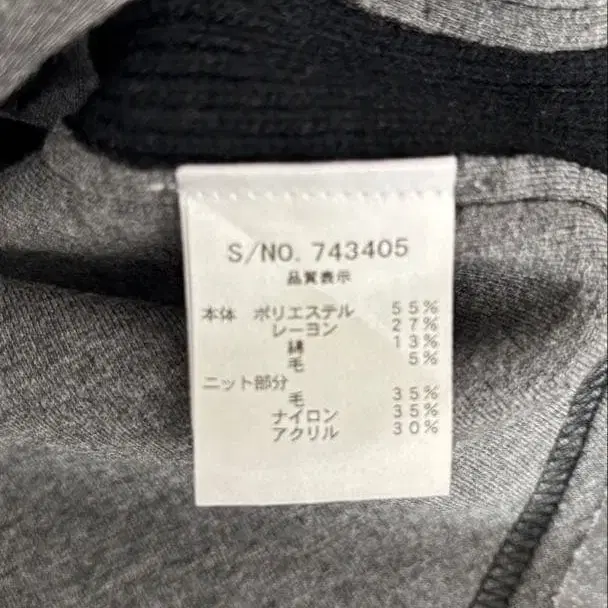 S/NO. 743405
品質表示
本体 ポリエステル 55%
レーヨン 27%
綿 13%
毛 5%
ニット部分
毛 35%
ナイロン 35%
アクリル 30%